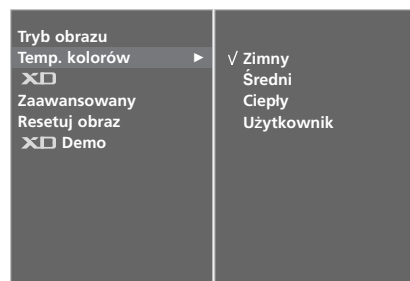 Tryb obrazu
Temp. kolorów ►
XD
Zaawansowany
Resetuj obraz
XD Demo
√ Zimny
Średni
Ciepły
Użytkownik